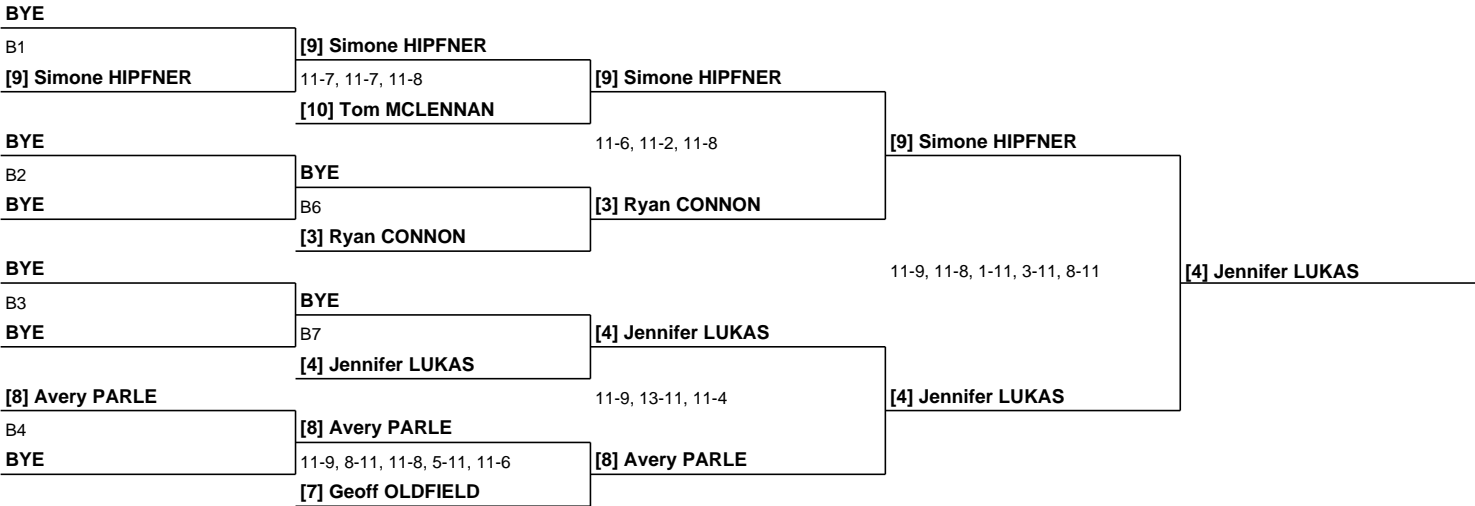 BYE
B1
[9] Simone HIPFNER
[9] Simone HIPFNER
11-7, 11-7, 11-8
[9] Simone HIPFNER
[10] Tom MCLENNAN
BYE
11-6, 11-2, 11-8
[9] Simone HIPFNER
B2
BYE
BYE
B6
[3] Ryan CONNON
[3] Ryan CONNON
BYE
11-9, 11-8, 1-11, 3-11, 8-11
[4] Jennifer LUKAS
B3
BYE
BYE
B7
[4] Jennifer LUKAS
[4] Jennifer LUKAS
[8] Avery PARLE
11-9, 13-11, 11-4
[4] Jennifer LUKAS
B4
[8] Avery PARLE
BYE
11-9, 8-11, 11-8, 5-11, 11-6
[8] Avery PARLE
[7] Geoff OLDFIELD